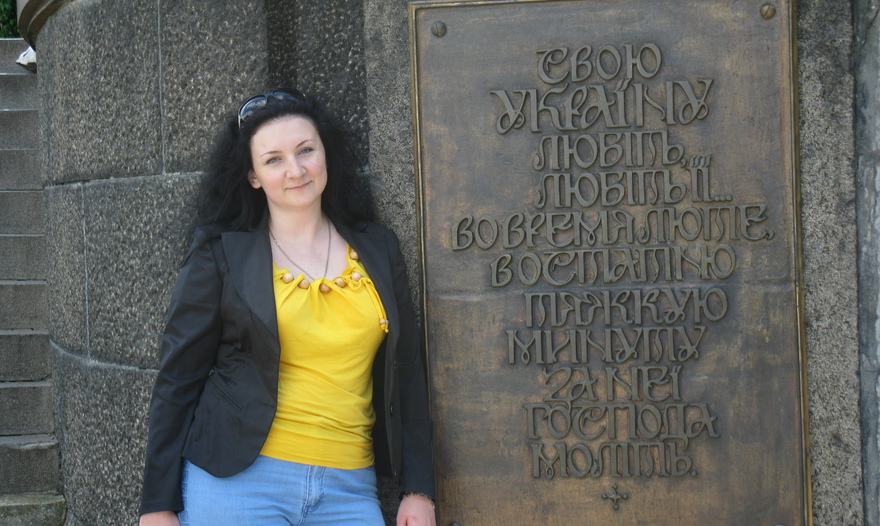 СВОЮ
УКРАЇНУ
ЛЮБІТЬ,
ЛЮБІТЬ ЇЇ...
ВО ВРЕМЯ ЛЮТЕ,
В ОСТАТНЮ
ТЯЖКУЮ
МИНУТУ
ЗА НЕЇ
ГОСПОДА
МОЛІТЬ.